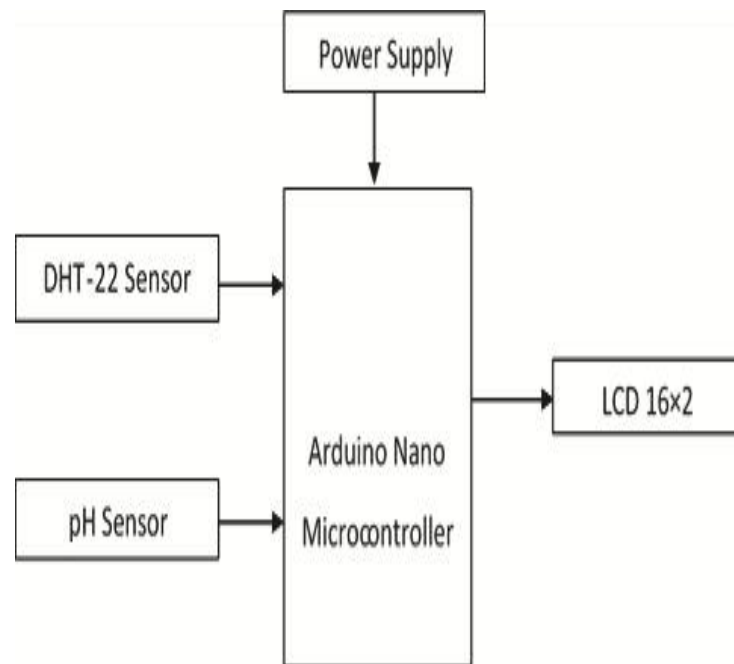 Power Supply
DHT-22 Sensor
LCD 16×2
Arduino Nano
Microcontroller
pH Sensor